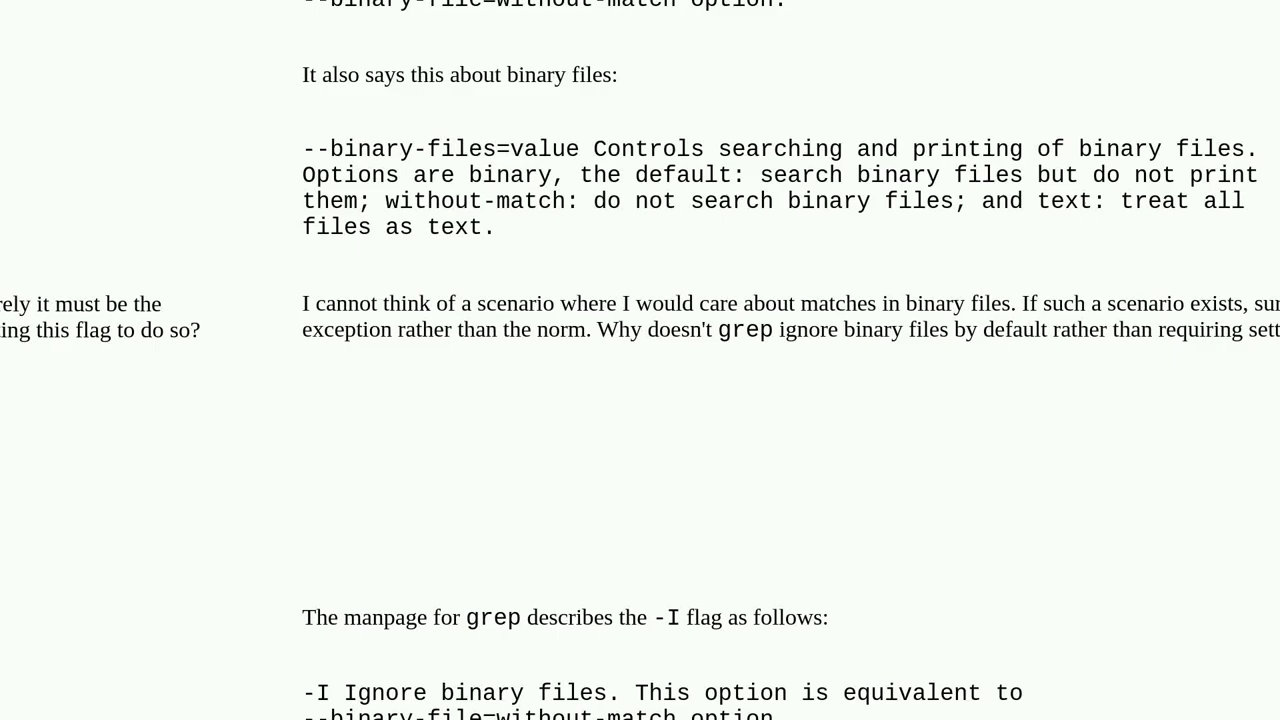 --binary-file=without-match option.
It also says this about binary files:
--binary-files=value Controls searching and printing of binary files.
Options are binary, the default: search binary files but do not print
them; without-match: do not search binary files; and text: treat all
files as text.
rely it must be the
ing this flag to do so?
I cannot think of a scenario where I would care about matches in binary files. If such a scenario exists, sur
exception rather than the norm. Why doesn't grep ignore binary files by default rather than requiring sett
The manpage for grep describes the -I flag as follows:
-I Ignore binary files. This option is equivalent to
--binary-file=without-match option